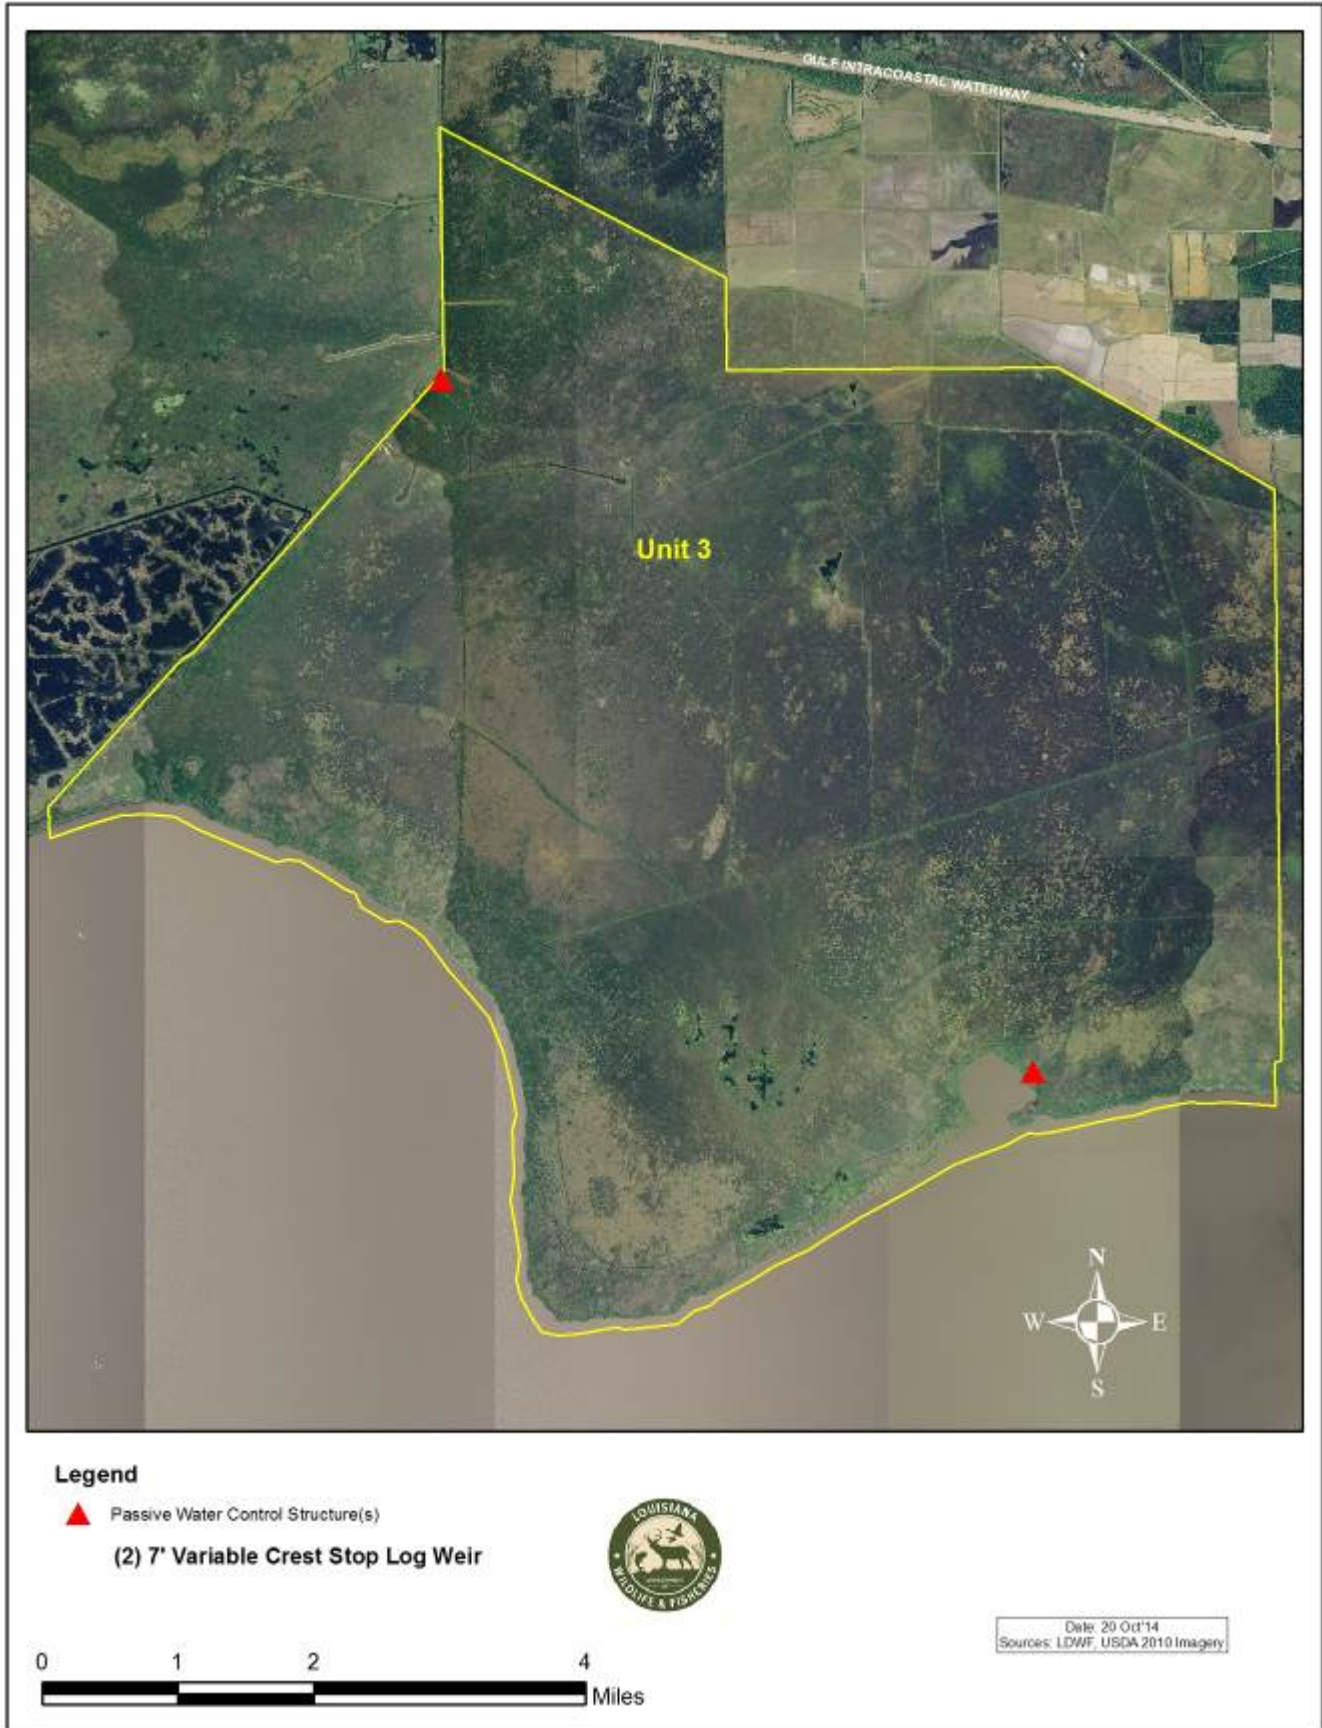 GULF INTRACOASTAL WATERWAY
Unit 3
N
W E
S
Legend
Passive Water Control Structure(s)
(2) 7' Variable Crest Stop Log Weir
LOUISIANA
WILDLIFE & FISHERIES
Date: 20 Oct'14
Sources: LDWF, USDA 2010 Imagery
0 1 2 4
Miles